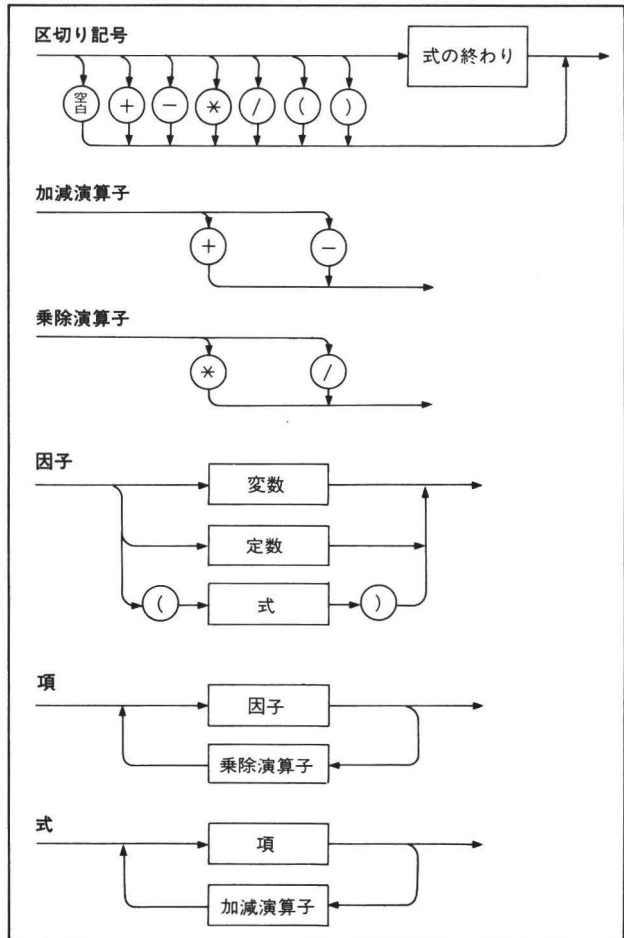 区切り記号
式の終わり
空白 + − * / ( )
加減演算子
+ −
乗除演算子
* /
因子
変数
定数
( 式 )
項
因子
乗除演算子
式
項
加減演算子